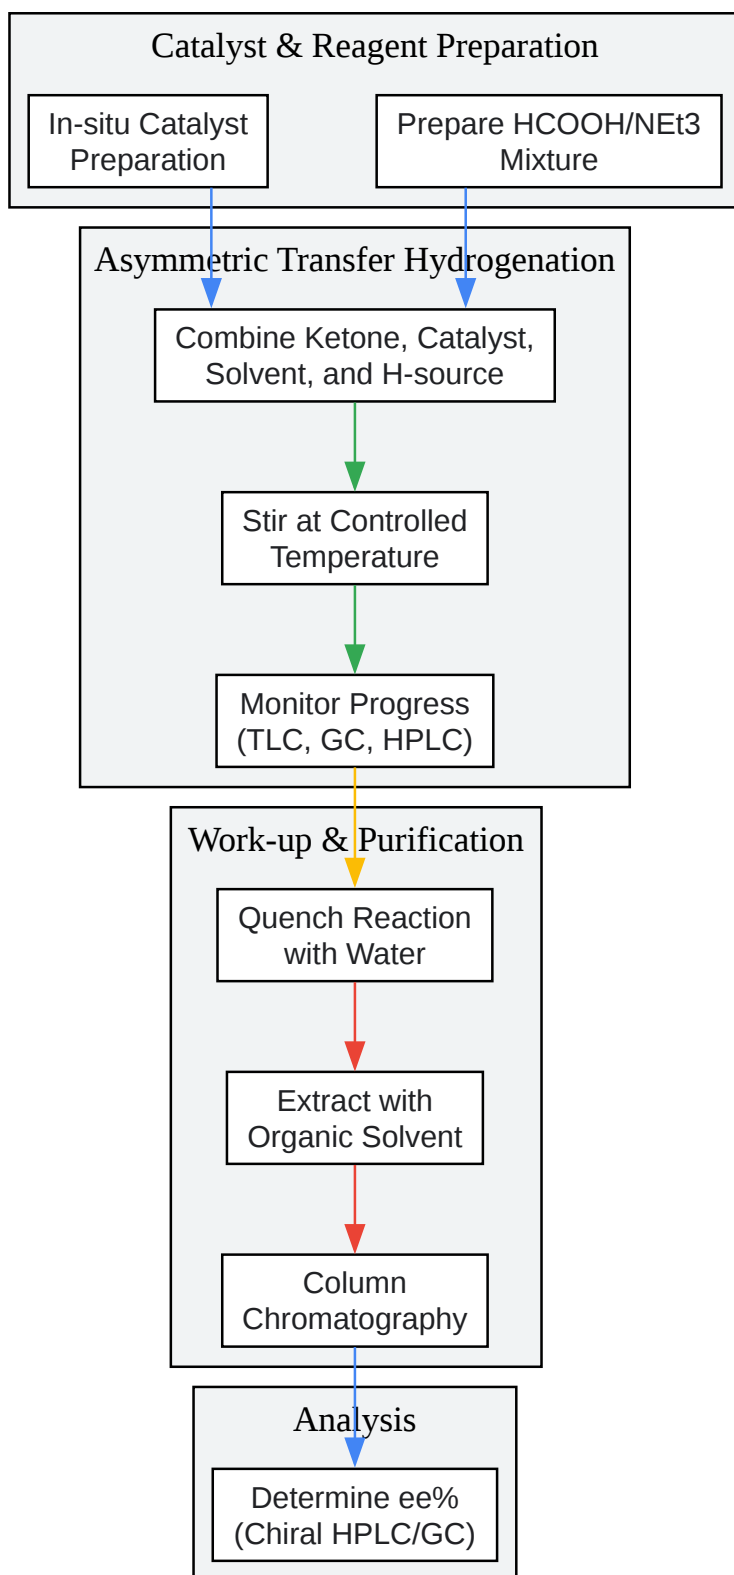 Catalyst & Reagent Preparation
In-situ Catalyst
Preparation
Prepare HCOOH/NEt3
Mixture
Asymmetric Transfer Hydrogenation
Combine Ketone, Catalyst,
Solvent, and H-source
Stir at Controlled
Temperature
Monitor Progress
(TLC, GC, HPLC)
Work-up & Purification
Quench Reaction
with Water
Extract with
Organic Solvent
Column
Chromatography
Analysis
Determine ee%
(Chiral HPLC/GC)